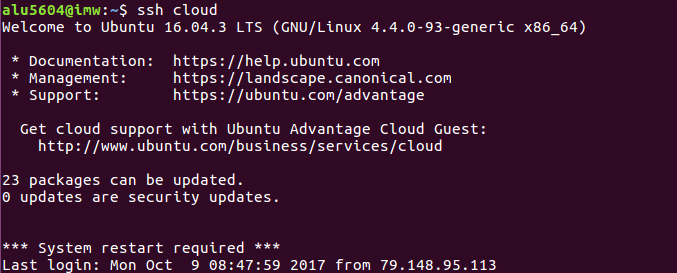 alu5604@imw:~$ ssh cloud
Welcome to Ubuntu 16.04.3 LTS (GNU/Linux 4.4.0-93-generic x86_64)
* Documentation:  https://help.ubuntu.com
* Management:     https://landscape.canonical.com
* Support:        https://ubuntu.com/advantage
Get cloud support with Ubuntu Advantage Cloud Guest:
http://www.ubuntu.com/business/services/cloud
23 packages can be updated.
0 updates are security updates.
*** System restart required ***
Last login: Mon Oct  9 08:47:59 2017 from 79.148.95.113